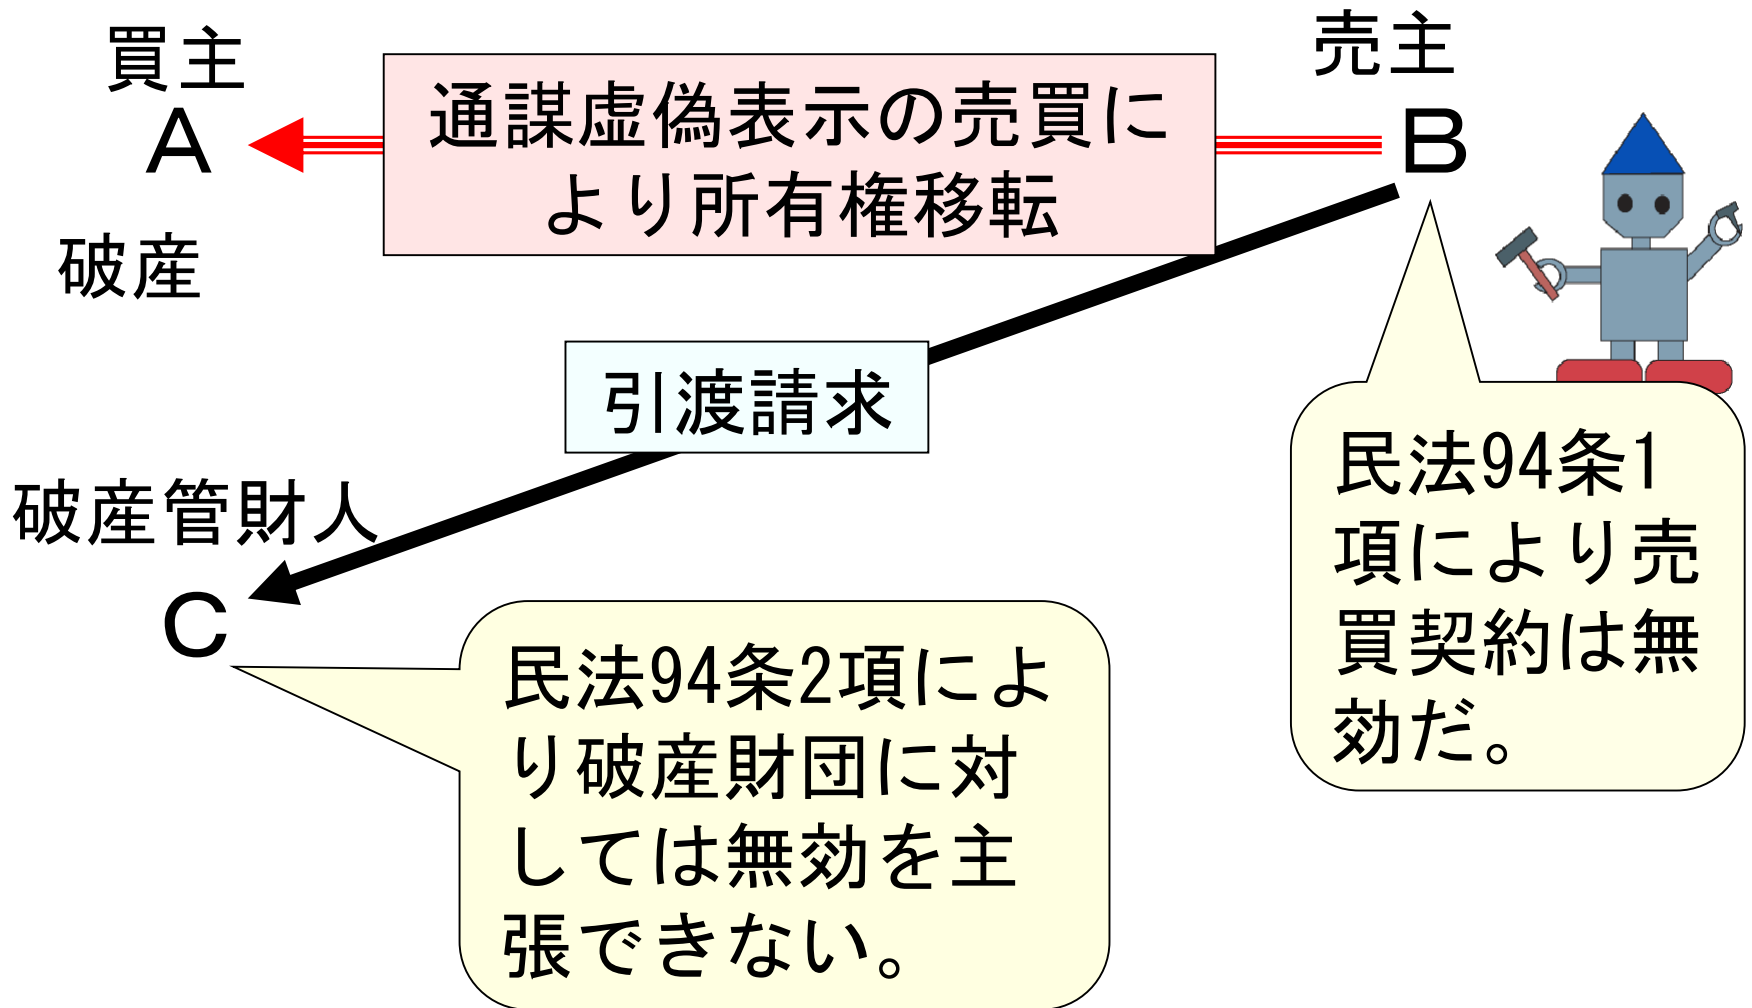 買主
売主
通謀虚偽表示の売買に
より所有権移転
A
B
破産
引渡請求
民法94条1
項により売
買契約は無
効だ。
破産管財人
C
民法94条2項によ
り破産財団に対
しては無効を主
張できない。